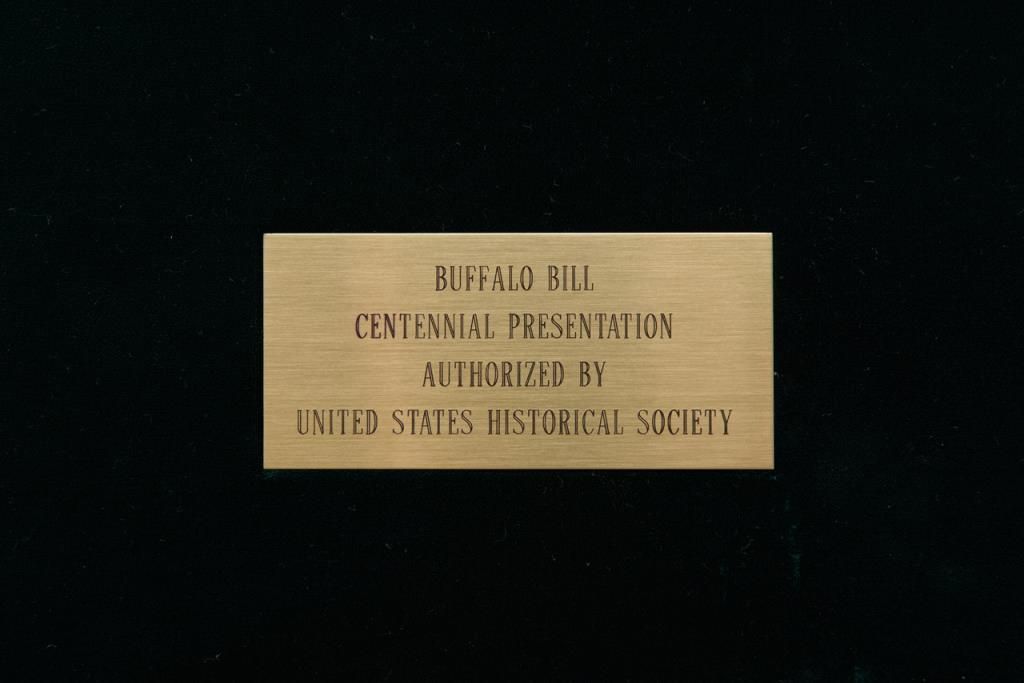 BUFFALO BILL
CENTENNIAL PRESENTATION
AUTHORIZED BY
UNITED STATES HISTORICAL SOCIETY